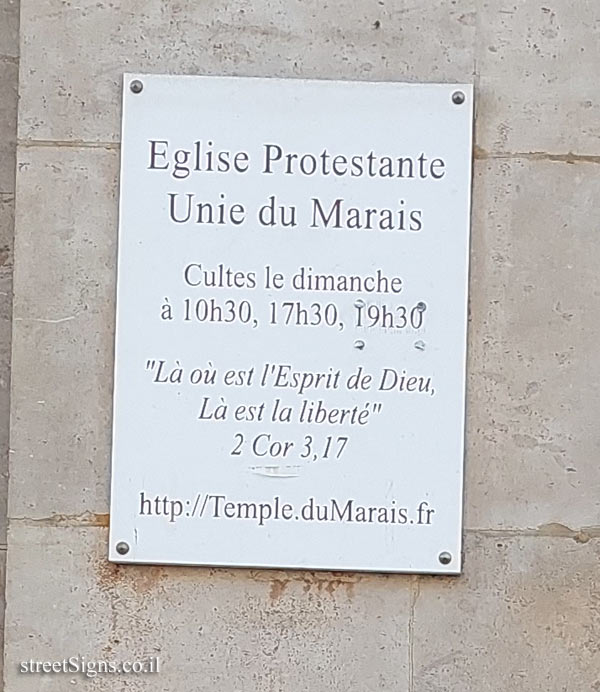 Eglise Protestante
Unie du Marais
Cultes le dimanche
à 10h30, 17h30, 19h30
"Là où est l'Esprit de Dieu,
Là est la liberté"
2 Cor 3,17
http://Temple.duMarais.fr
streetSigns.co.il